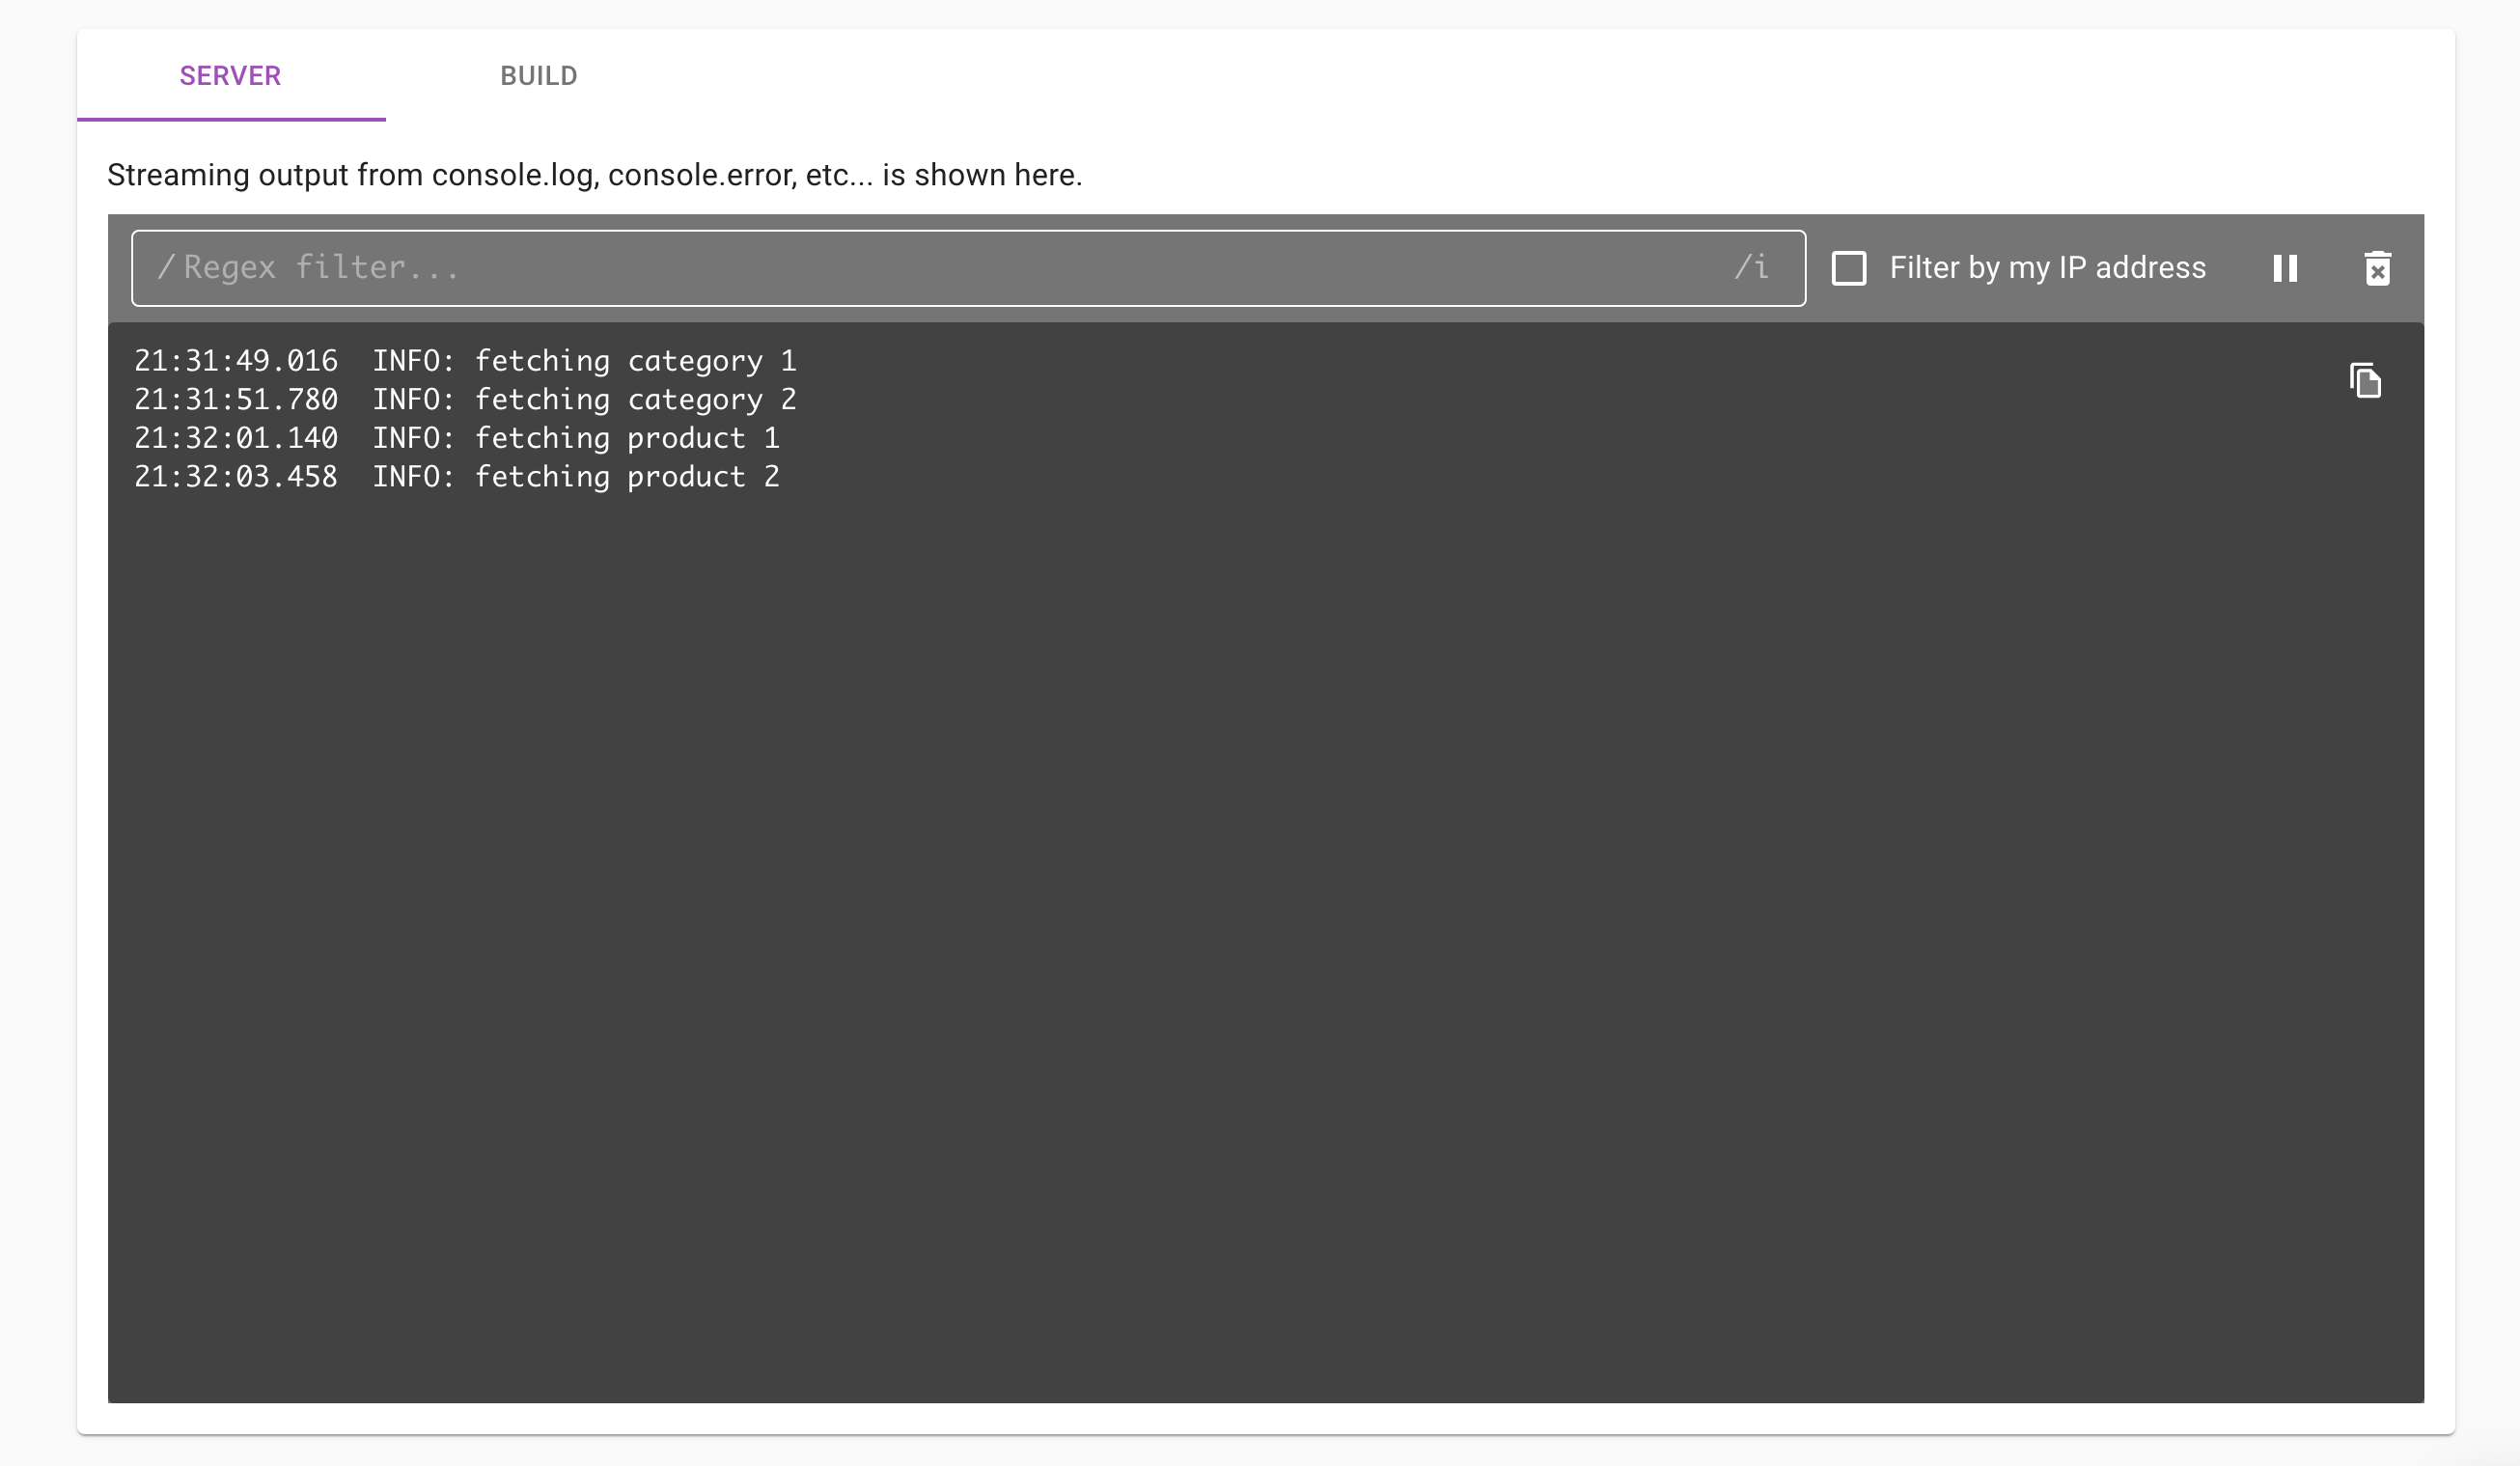 SERVER BUILD
Streaming output from console.log, console.error, etc... is shown here.
/Regex filter... /i Filter by my IP address
21:31:49.016  INFO: fetching category 1
21:31:51.780  INFO: fetching category 2
21:32:01.140  INFO: fetching product 1
21:32:03.458  INFO: fetching product 2